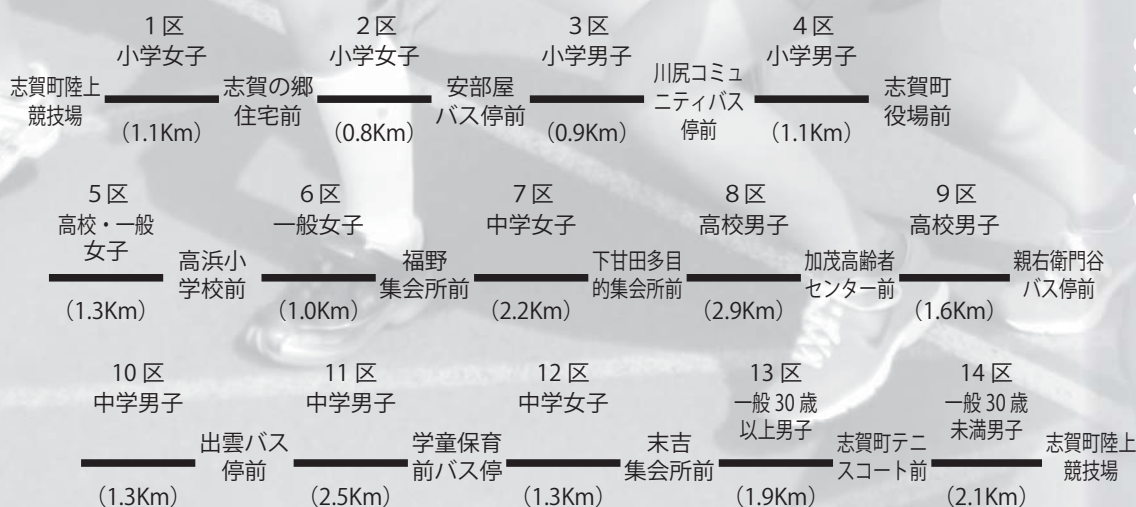 1区
小学女子
2区
小学女子
3区
小学男子
4区
小学男子
志賀町陸上
競技場
(1.1Km)
志賀の郷
住宅前
(0.8Km)
安部屋
バス停前
(0.9Km)
川尻コミュ
ニティバス
停前
(1.1Km)
志賀町
役場前
5区
高校・一般
女子
6区
一般女子
7区
中学女子
8区
高校男子
9区
高校男子
(1.3Km)
高浜小
学校前
(1.0Km)
福野
集会所前
(2.2Km)
下甘田多目
的集会所前
(2.9Km)
加茂高齢者
センター前
(1.6Km)
親右衛門谷
バス停前
10区
中学男子
11区
中学男子
12区
中学女子
13区
一般30歳
以上男子
14区
一般30歳
未満男子
(1.3Km)
出雲バス
停前
(2.5Km)
学童保育
前バス停
(1.3Km)
末吉
集会所前
(1.9Km)
志賀町テニ
スコート前
(2.1Km)
志賀町陸上
競技場